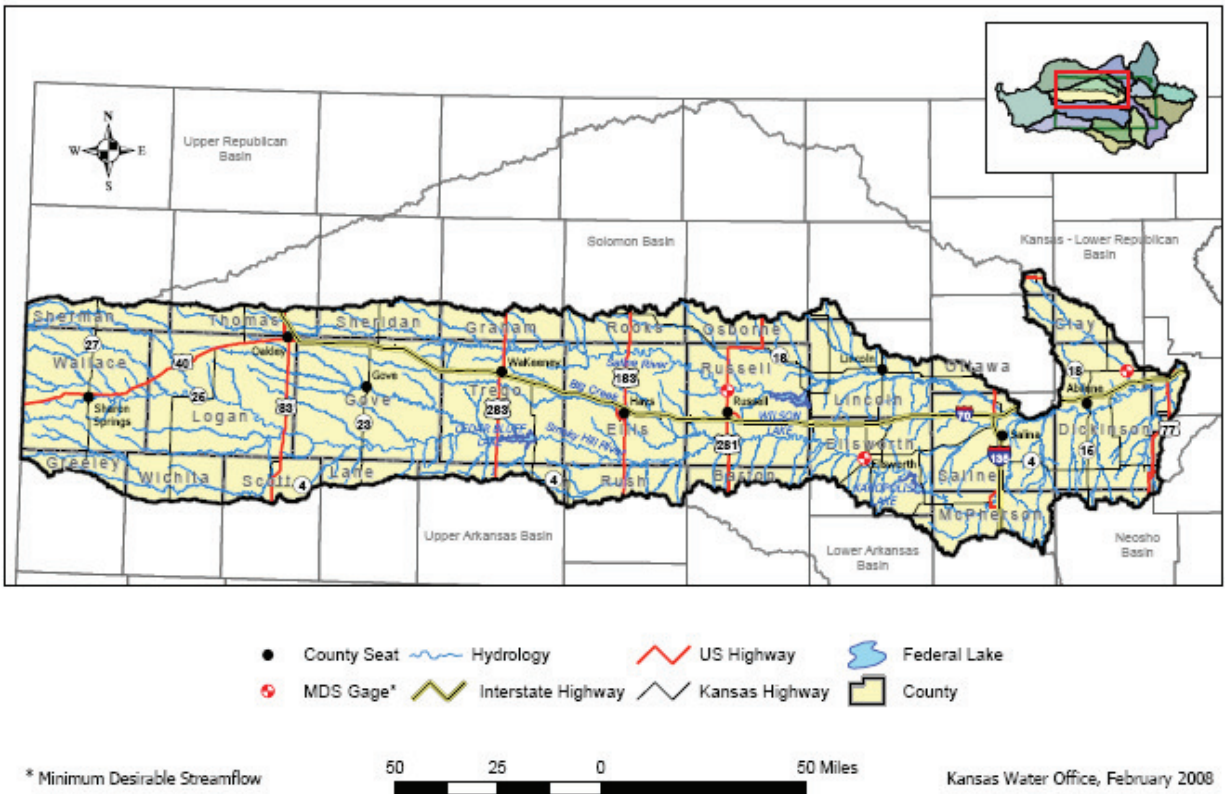 N
W E
S
Upper Republican
Basin
Solomon Basin
Kansas - Lower Republican
Basin
Sherman
Thomas
Sheridan
Graham
Rooks
Osborne
Clay
27
Wallace
40
Oakley
Gove
WaKeeney
Saline River
183
18
Russell
Lincoln
Ottawa
18
Abilene
26
Logan
83
Gove
Trego
283
Big Creek
Hays
Russell
Lincoln
70
Sharon
Springs
23
Ellis
WILSON
LAKE
281
Ellsworth
Salina
Dickinson
77
CEDAR BLUFF
Smoky Hill River
Ellsworth
135
4
16
Greeley
Wichita
Scott
4
Lane
4
Rush
Barton
KANOPOLIS
LAKE
Saline
McPherson
Upper Arkansas Basin
Lower Arkansas
Basin
Neosho
Basin
County Seat Hydrology US Highway Federal Lake
MDS Gage* Interstate Highway Kansas Highway County
* Minimum Desirable Streamflow
50 25 0 50 Miles
Kansas Water Office, February 2008